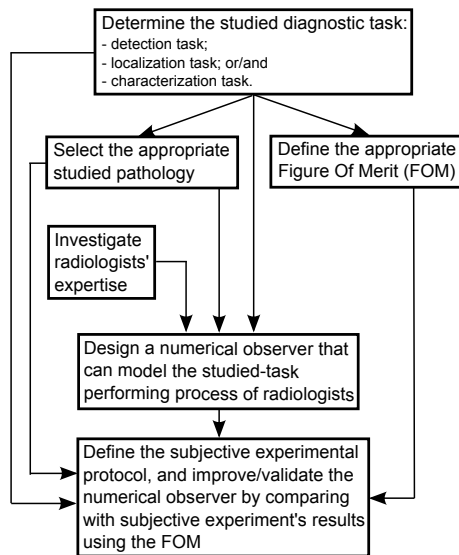 Determine the studied diagnostic task:
- detection task;
- localization task; or/and
- characterization task.
Select the appropriate
studied pathology
Define the appropriate
Figure Of Merit (FOM)
Investigate
radiologists'
expertise
Design a numerical observer that
can model the studied-task
performing process of radiologists
Define the subjective experimental
protocol, and improve/validate the
numerical observer by comparing
with subjective experiment's results
using the FOM